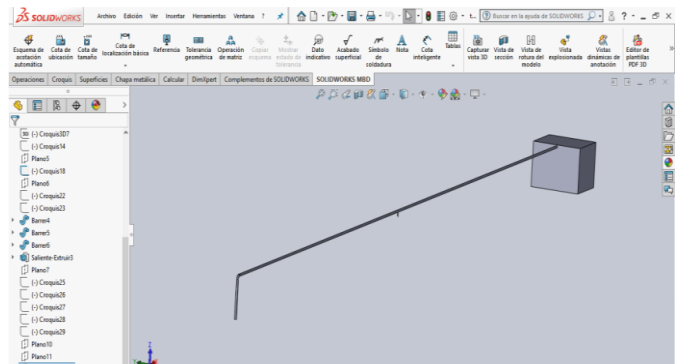 SOLIDWORKS Archivo Edición Ver Insertar Herramientas Ventana ? Buscar en la ayuda de SOLIDWORKS
Esquema de acotación automática
Cota de ubicación
Cota de tamaño
Cota de localización básica
Referencia
Tolerancia geométrica
Operación de matriz
Copiar esquema
Mostrar estado de tolerancia
Dato indicativo
Acabado superficial
Símbolo de soldadura
Nota
Cota inteligente
Tablas
Capturar vista 3D
Vista de sección
Vista de rotura del modelo
Vista explosionada
Vistas dinámicas de anotación
Editor de plantillas PDF 3D
Operaciones Croquis Superficies Chapa metálica Calcular DimXpert Complementos de SOLIDWORKS SOLIDWORKS MBD
3D (-) Croquis3D7
(-) Croquis14
Plano5
(-) Croquis18
Plano6
(-) Croquis22
(-) Croquis23
Barrer4
Barrer5
Barrer6
Saliente-Extruir3
Plano7
(-) Croquis25
(-) Croquis26
(-) Croquis27
(-) Croquis28
(-) Croquis29
Plano10
Plano11
Z